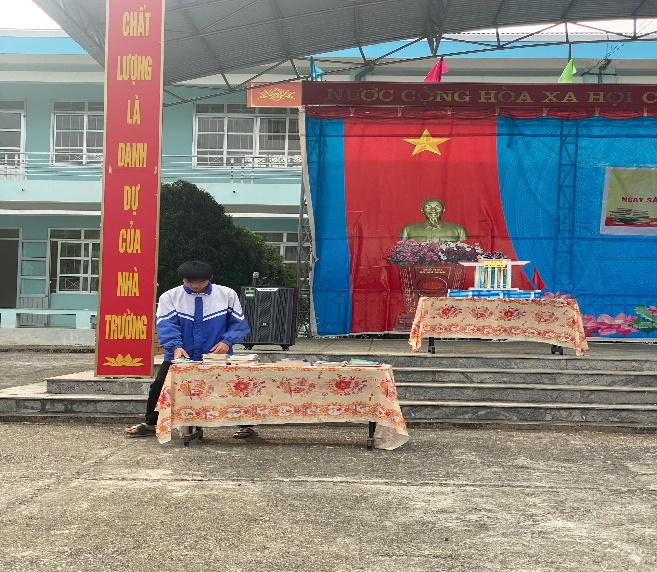 CHẤT
LƯỢNG
LÀ
DANH
DỰ
CỦA
NHÀ
TRƯỜNG
NƯỚC CỘNG HÒA XÃ HỘI C
NGÀY SÁ